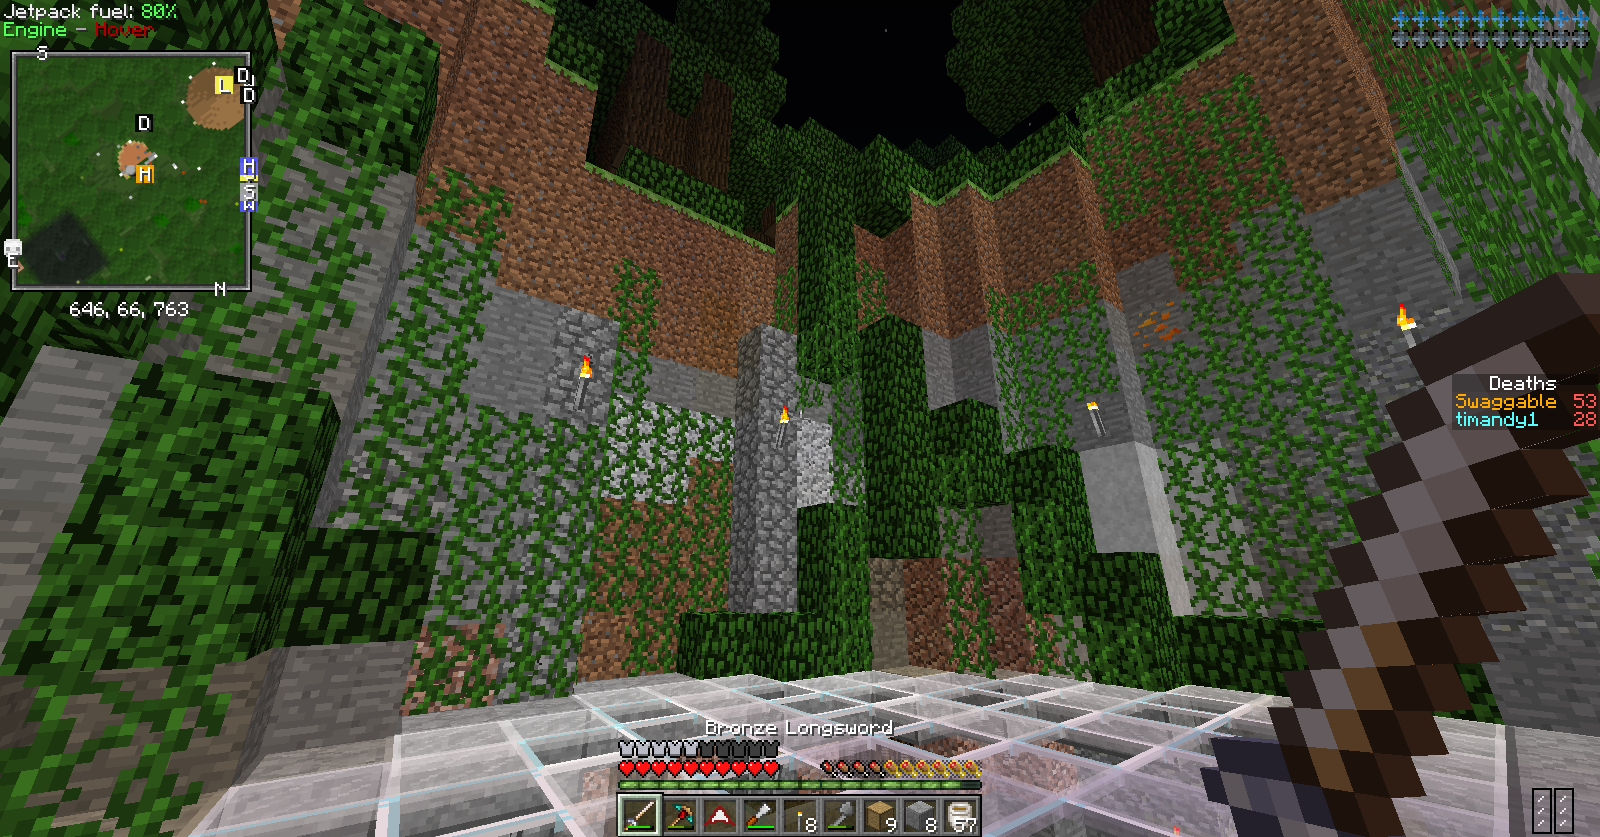 Jetpack fuel: 80%
Engine - Hover
S
L D
D
D
H
H
S
W
E
N
646, 66, 763
Deaths
Swaggable 53
timandy1 28
Bronze Longsword
8 9 8 57